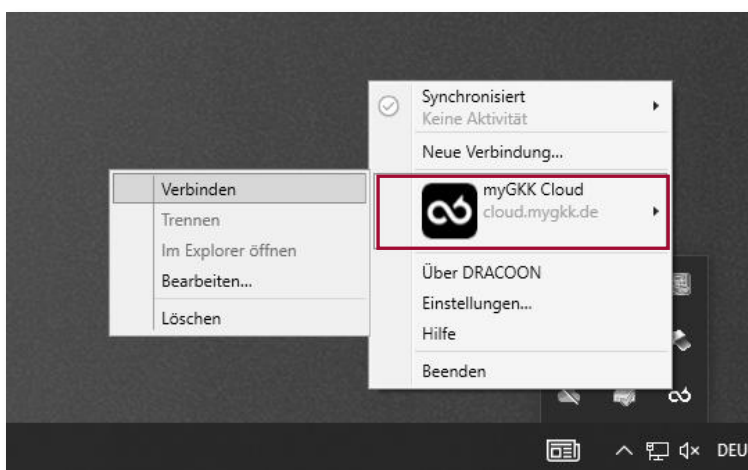 Synchronisiert
Keine Aktivität
Neue Verbindung...
myGKK Cloud
cloud.mygkk.de
Verbinden
Trennen
Im Explorer öffnen
Bearbeiten...
Löschen
Über DRACOON
Einstellungen...
Hilfe
Beenden
DEU